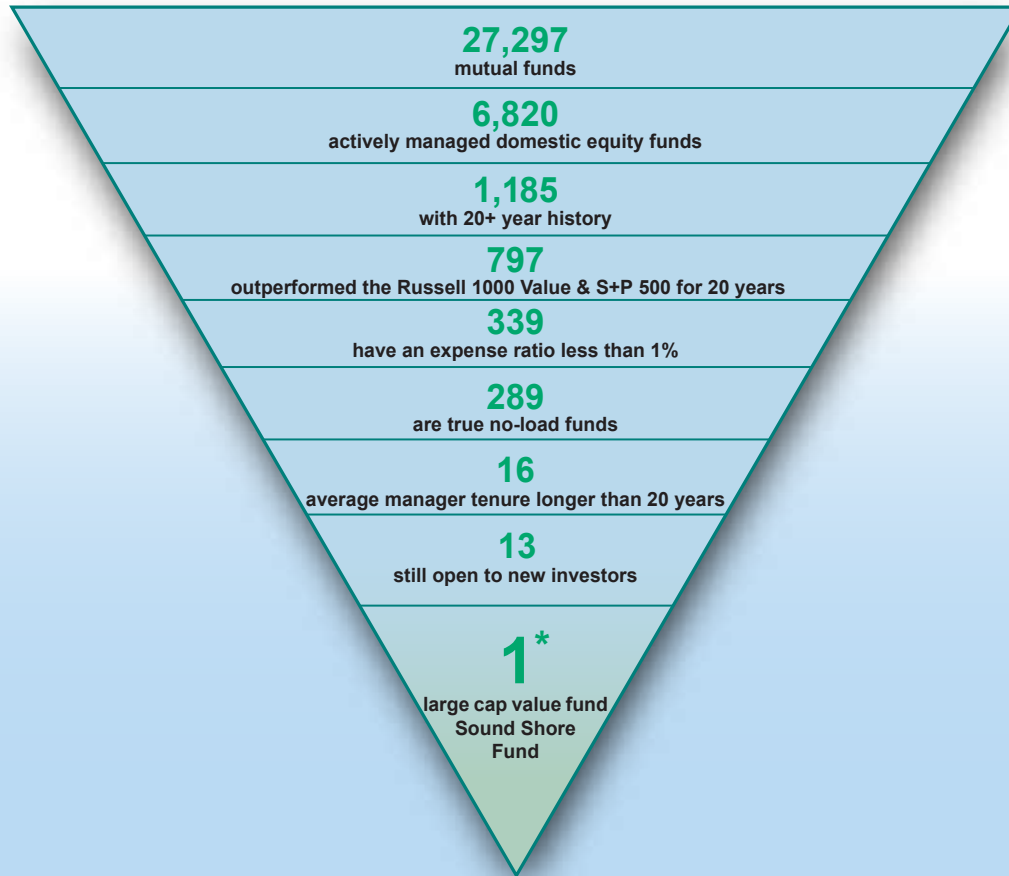 27,297
mutual funds
6,820
actively managed domestic equity funds
1,185
with 20+ year history
797
outperformed the Russell 1000 Value & S+P 500 for 20 years
339
have an expense ratio less than 1%
289
are true no-load funds
16
average manager tenure longer than 20 years
13
still open to new investors
1*
large cap value fund
Sound Shore
Fund